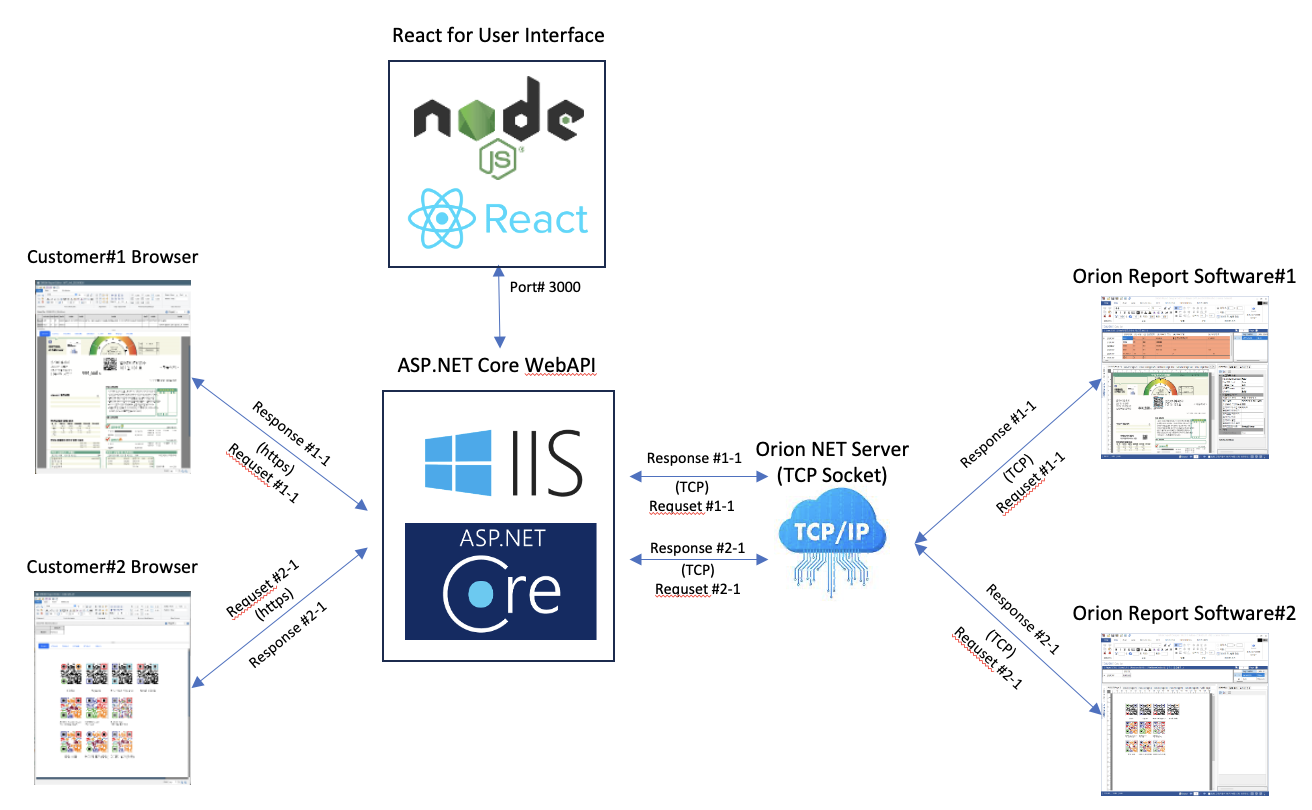 React for User Interface
node
JS
®
React
Port# 3000
Customer#1 Browser
Orion Report Software#1
ASP.NET Core WebAPI
IIS
ASP.NET
Core
Response #1-1
(https)
Requset #1-1
Response #1-1
(TCP)
Requset #1-1
Orion NET Server
(TCP Socket)
TCP/IP
Response #1-1
(TCP)
Requset #1-1
Response #2-1
(TCP)
Requset #2-1
Customer#2 Browser
Requset #2-1
(https)
Response #2-1
Response #2-1
(TCP)
Requset #2-1
Orion Report Software#2